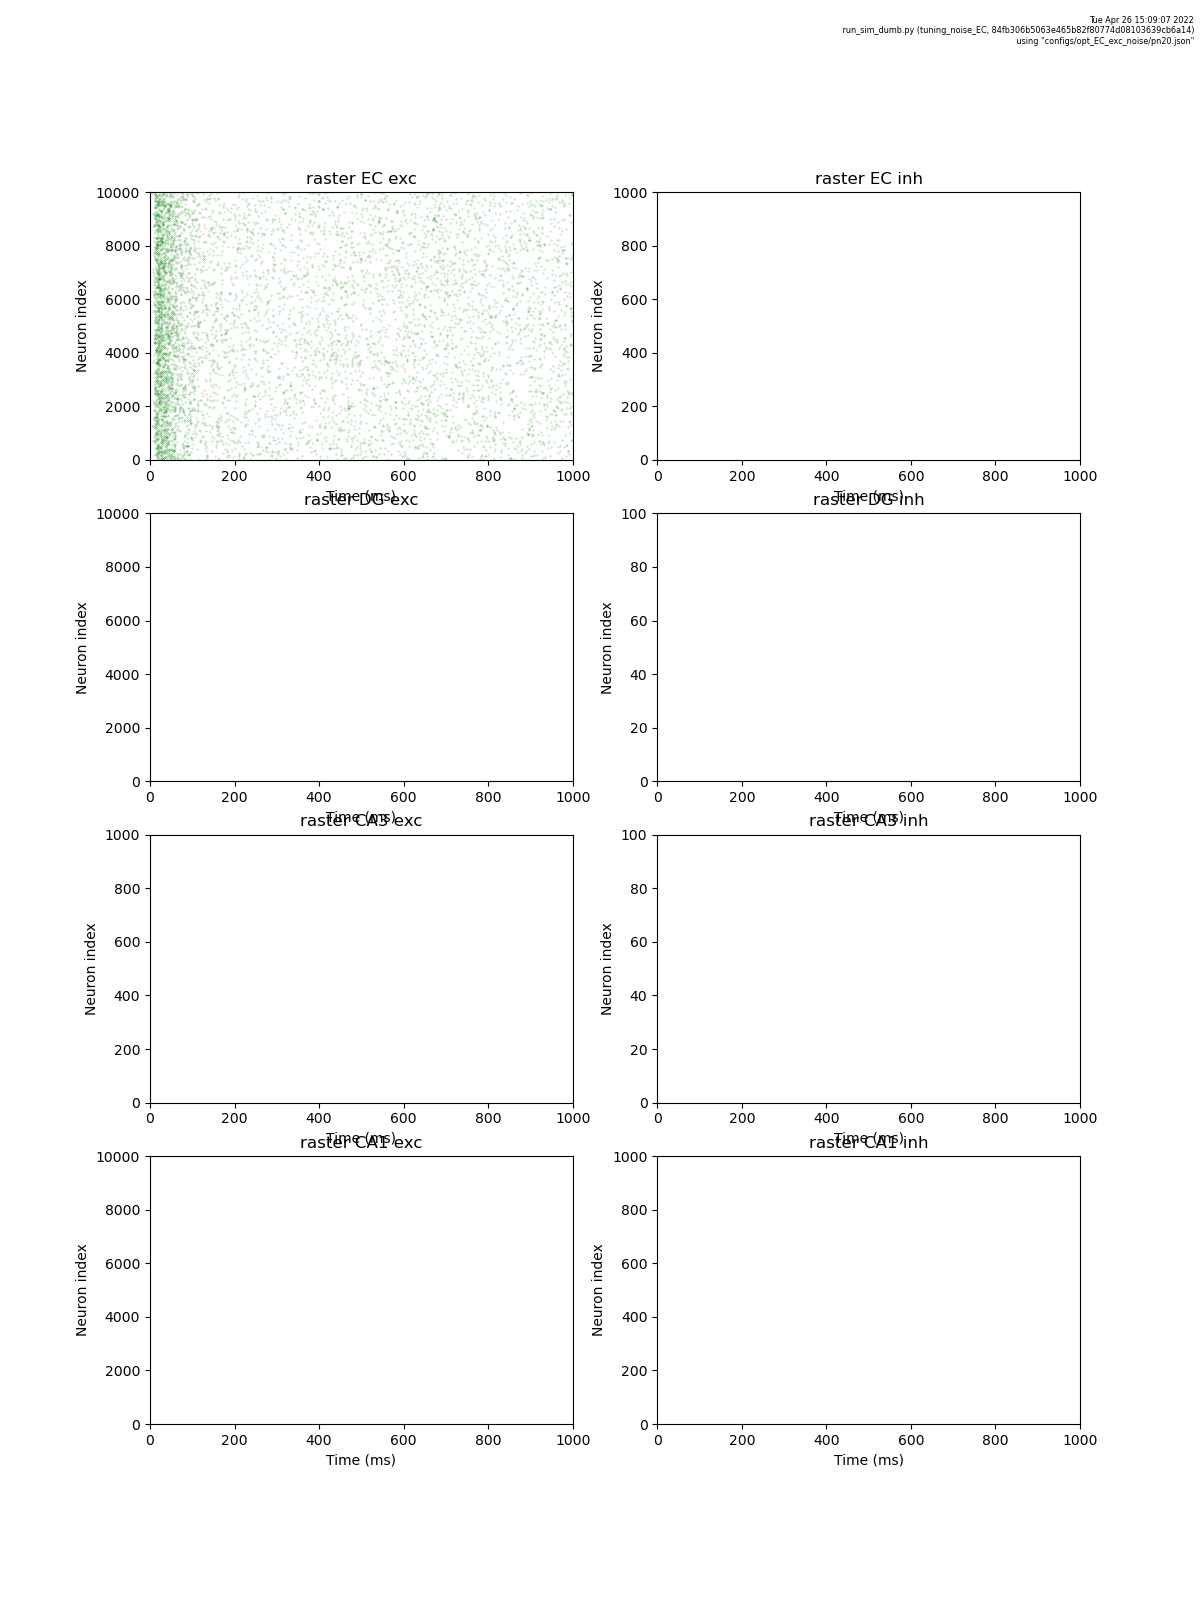 Tue Apr 26 15:09:07 2022
run_sim_dumb.py (tuning_noise_EC, 84fb306b5063e465b82f80774d08103639cb6a14)
using "configs/opt_EC_exc_noise/pn20.json"
raster EC exc
10000
8000
6000
4000
2000
0
Neuron index
0 200 400 600 800 1000
Time (ms)
raster EC inh
1000
800
600
400
200
0
Neuron index
0 200 400 600 800 1000
Time (ms)
raster DG exc
10000
8000
6000
4000
2000
0
Neuron index
0 200 400 600 800 1000
Time (ms)
raster DG inh
100
80
60
40
20
0
Neuron index
0 200 400 600 800 1000
Time (ms)
raster CA3 exc
1000
800
600
400
200
0
Neuron index
0 200 400 600 800 1000
Time (ms)
raster CA3 inh
100
80
60
40
20
0
Neuron index
0 200 400 600 800 1000
Time (ms)
raster CA1 exc
10000
8000
6000
4000
2000
0
Neuron index
0 200 400 600 800 1000
Time (ms)
raster CA1 inh
1000
800
600
400
200
0
Neuron index
0 200 400 600 800 1000
Time (ms)